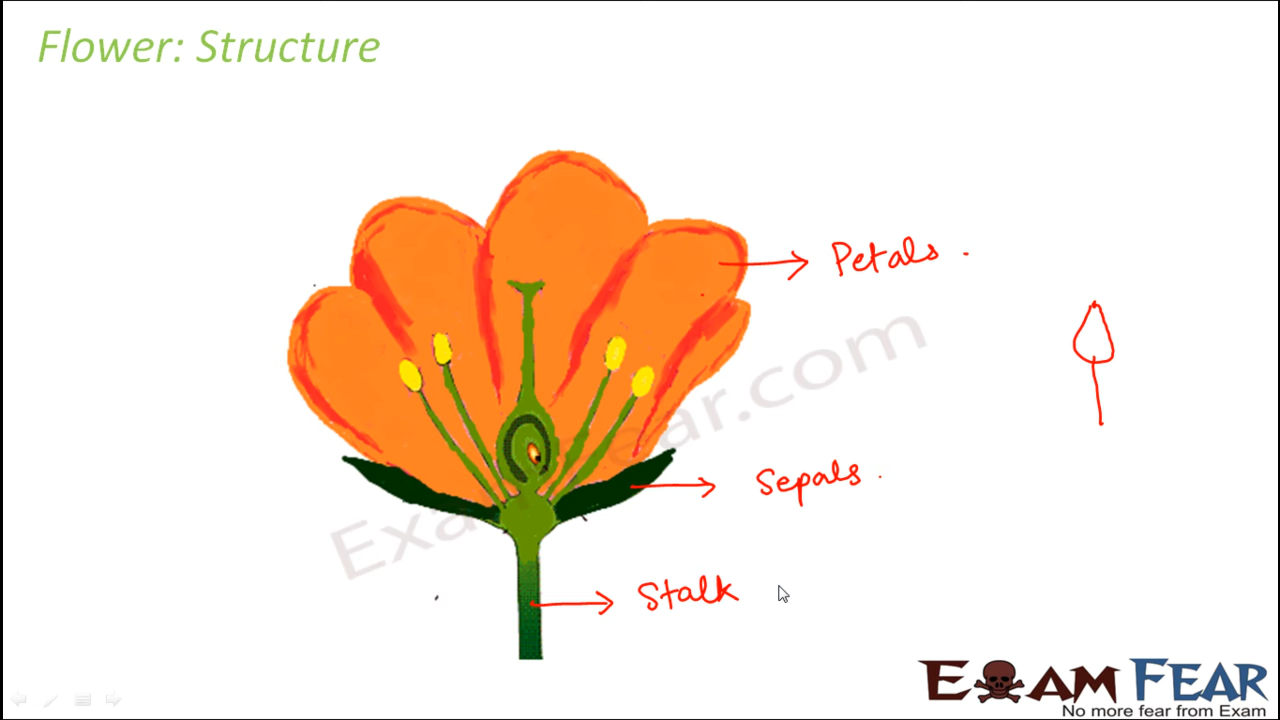 Flower: Structure
Petals.
Sepals.
Stalk
ExamFear.com
EXAM FEAR
No more fear from Exam